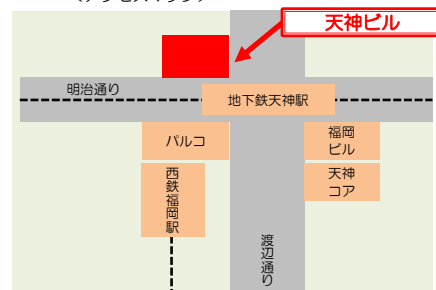 天神ビル
明治通り
地下鉄天神駅
パルコ
福岡
ビル
西鉄福岡駅
天神
コア
渡辺通り